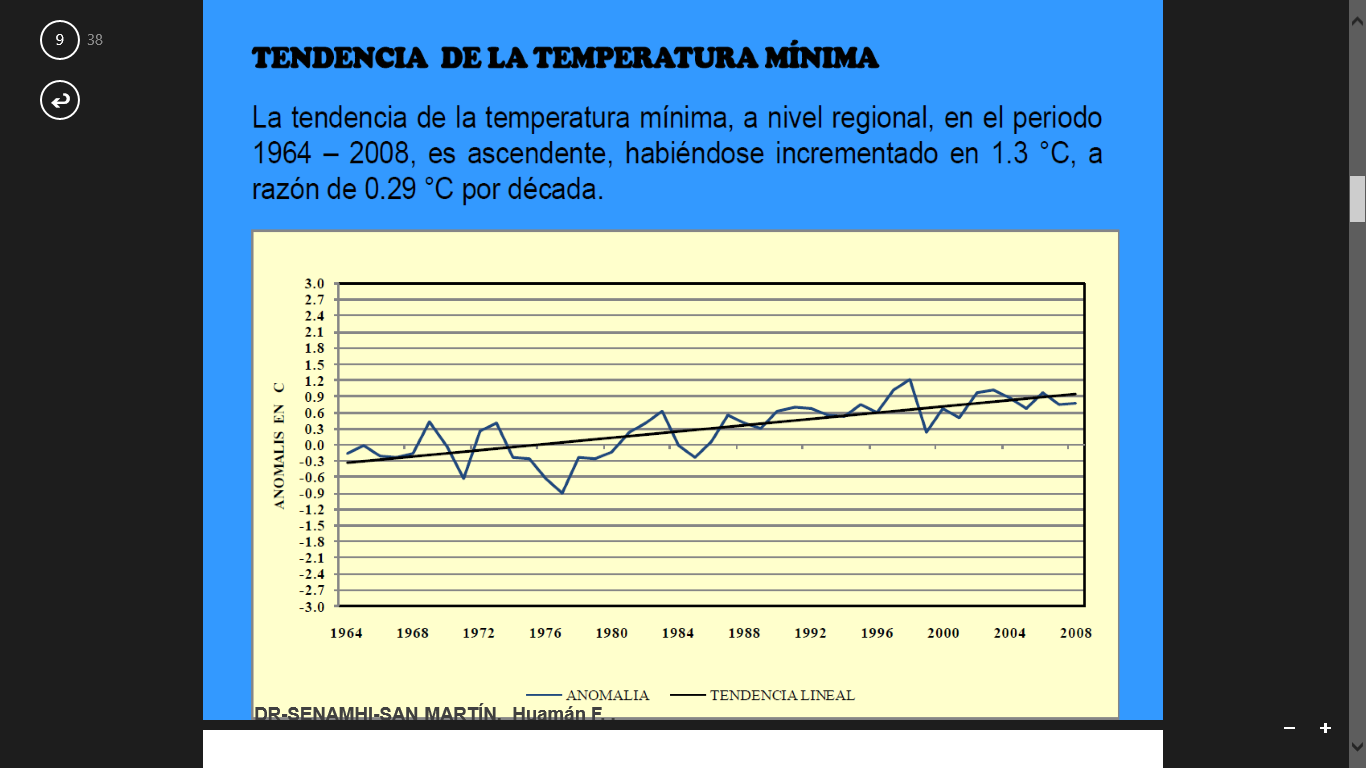 9 38
TENDENCIA DE LA TEMPERATURA MÍNIMA
La tendencia de la temperatura mínima, a nivel regional, en el periodo
1964 – 2008, es ascendente, habiéndose incrementado en 1.3 °C, a
razón de 0.29 °C por década.
3.0
2.7
2.4
2.1
1.8
1.5
1.2
0.9
0.6
0.3
0.0
-0.3
-0.6
-0.9
-1.2
-1.5
-1.8
-2.1
-2.4
-2.7
-3.0
ANOMALIS EN C
1964 1968 1972 1976 1980 1984 1988 1992 1996 2000 2004 2008
ANOMALIA TENDENCIA LINEAL
DR-SENAMHI-SAN MARTÍN. Huamán F. .